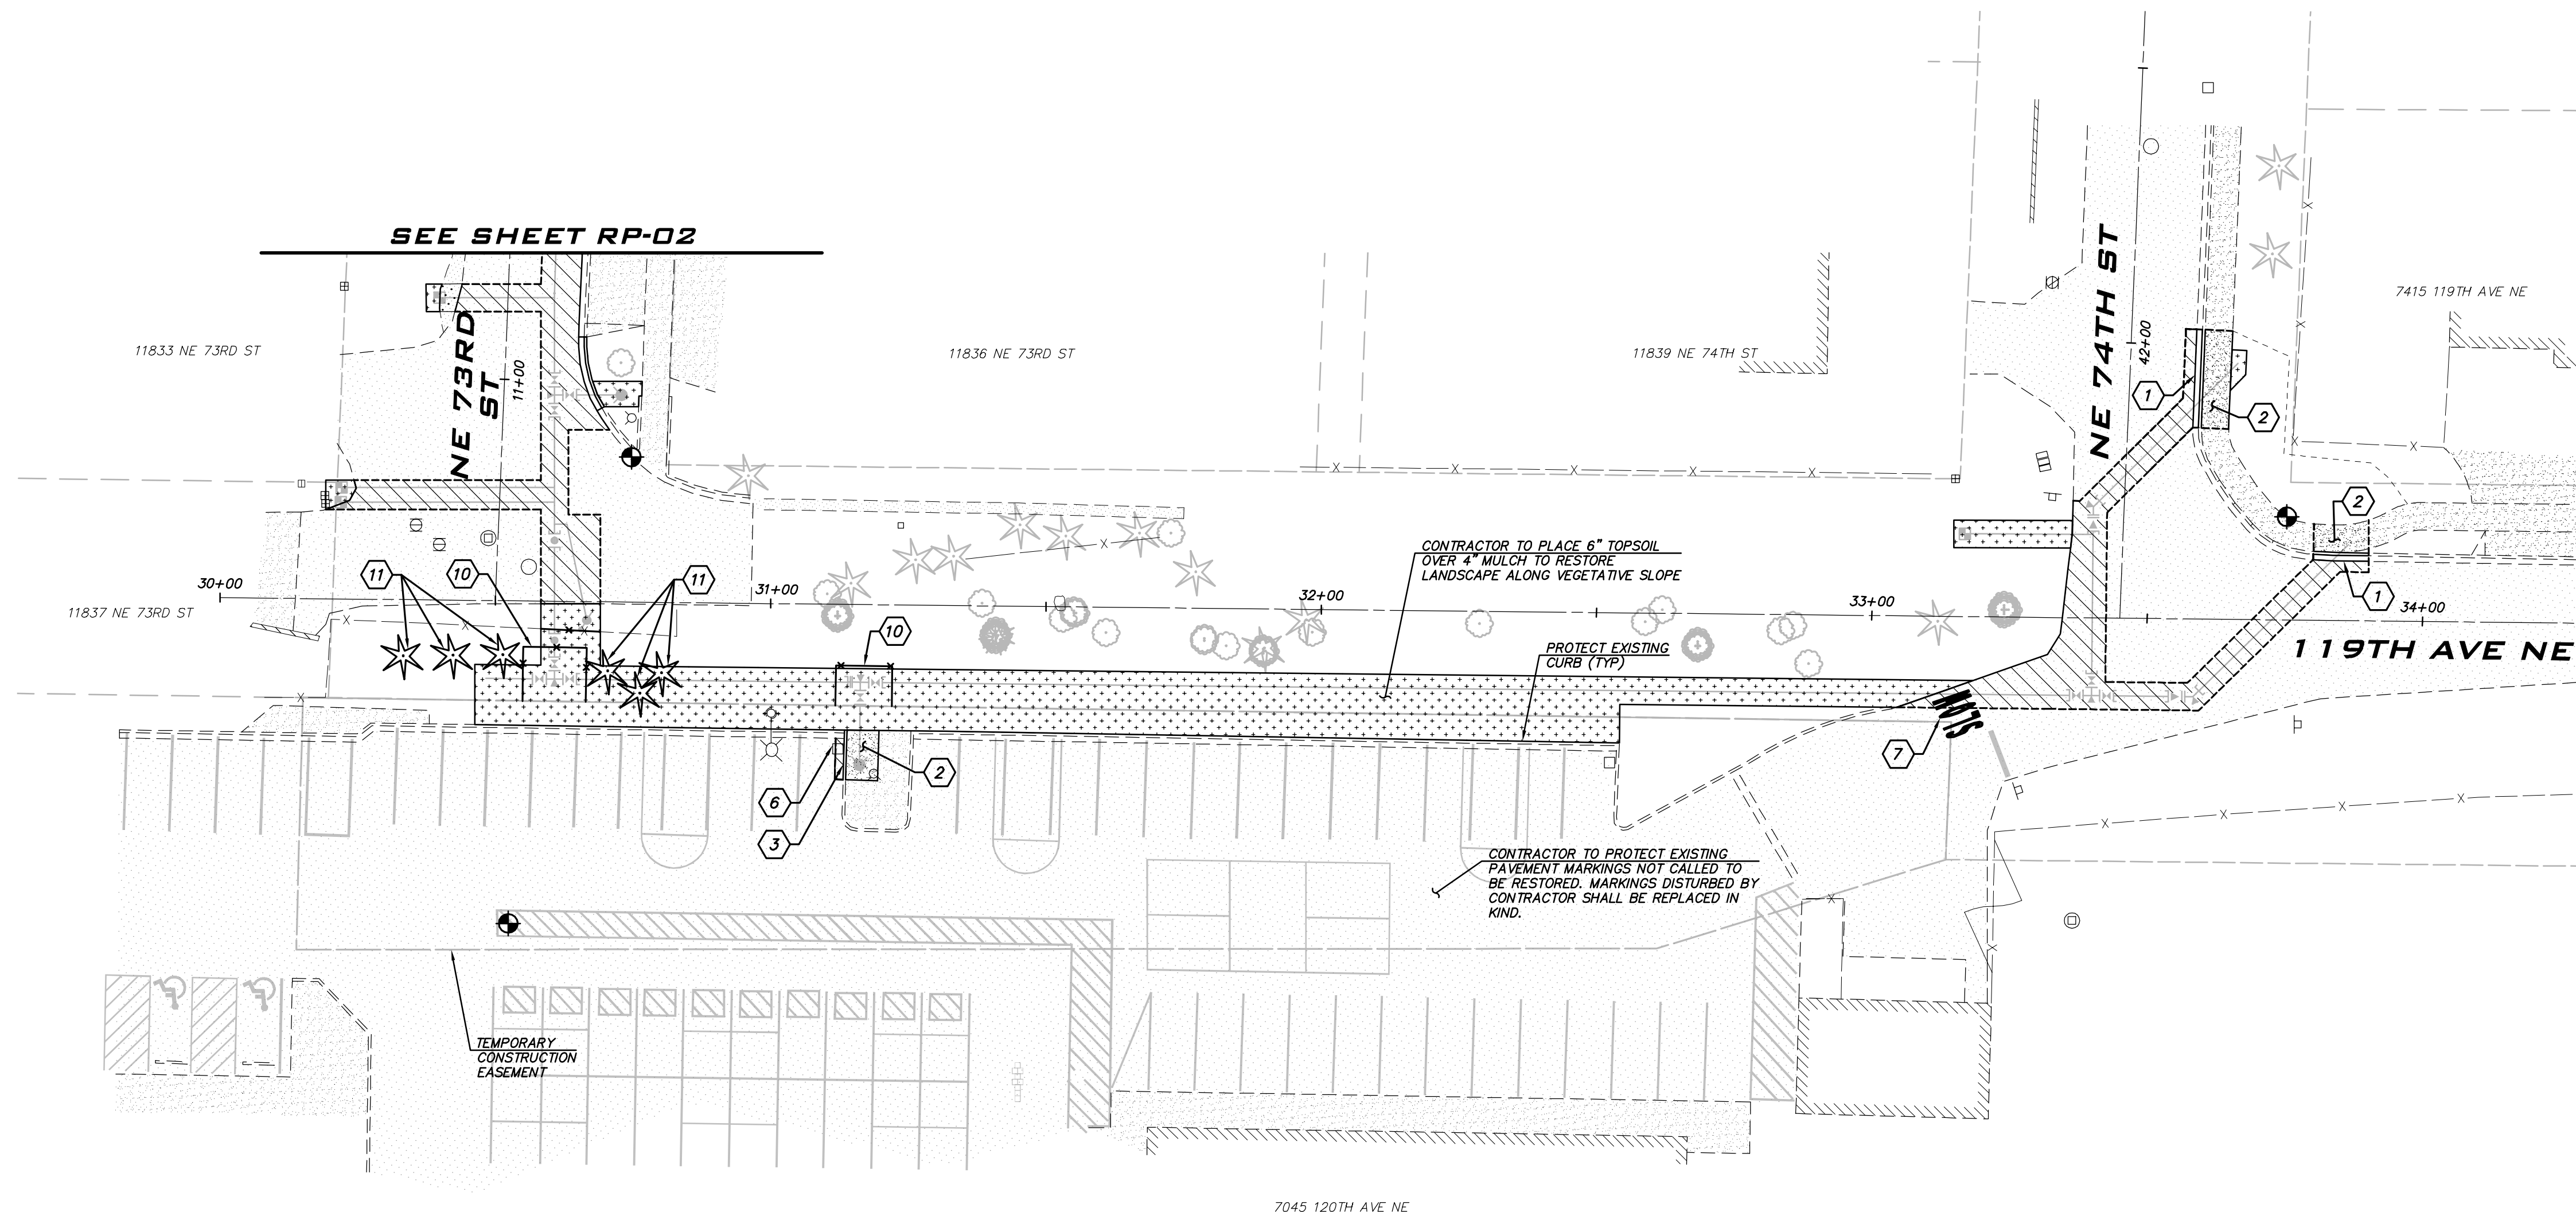 SEE SHEET RP-02
NE 73RD
ST
11+00
11833 NE 73RD ST
11836 NE 73RD ST
11839 NE 74TH ST
NE 74TH ST
42+00
7415 119TH AVE NE
1
2
2
1
11
10
11
10
30+00
31+00
32+00
33+00
34+00
11837 NE 73RD ST
119TH AVE NE
CONTRACTOR TO PLACE 6" TOPSOIL
OVER 4" MULCH TO RESTORE
LANDSCAPE ALONG VEGETATIVE SLOPE
PROTECT EXISTING
CURB (TYP)
7
2
6
3
CONTRACTOR TO PROTECT EXISTING
PAVEMENT MARKINGS NOT CALLED TO
BE RESTORED. MARKINGS DISTURBED BY
CONTRACTOR SHALL BE REPLACED IN
KIND.
TEMPORARY
CONSTRUCTION
EASEMENT
7045 120TH AVE NE